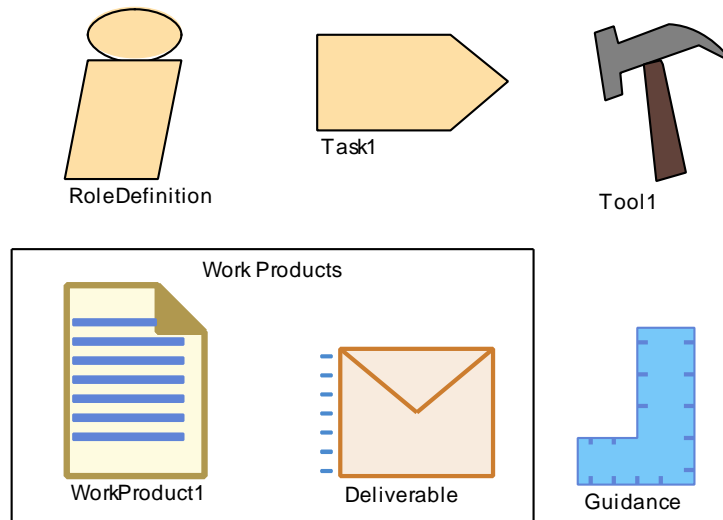 RoleDefinition
Task1
Tool1
Work Products
WorkProduct1
Deliverable
Guidance